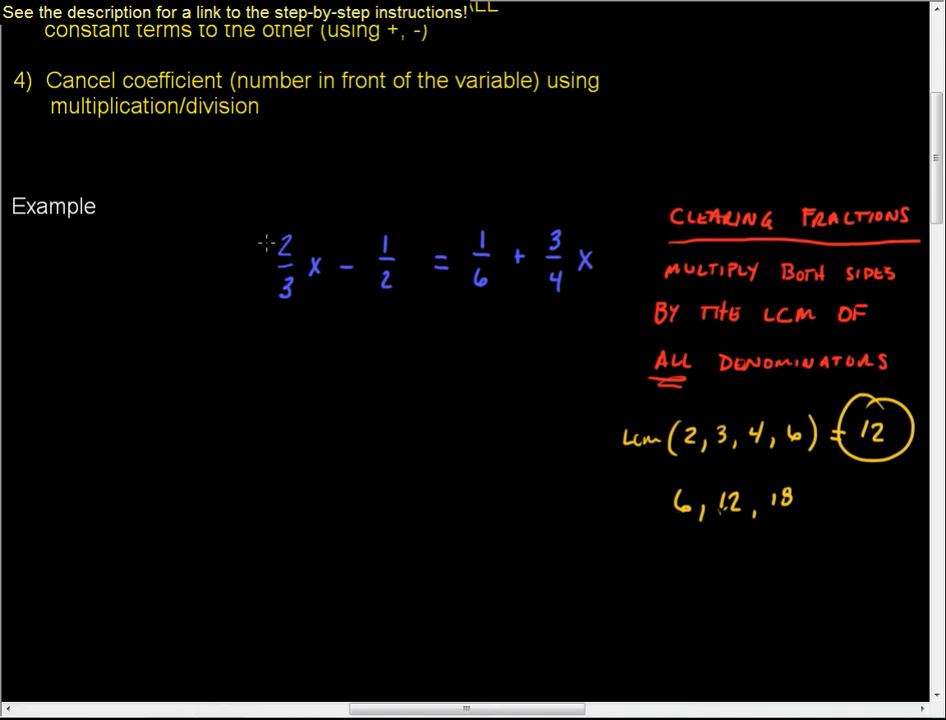 See the description for a link to the step-by-step instructions!
constant terms to the other (using +, -)
4) Cancel coefficient (number in front of the variable) using
multiplication/division
Example
2/3 x - 1/2 = 1/6 + 3/4 x
CLEARING FRACTIONS
MULTIPLY BOTH SIDES
BY THE LCM OF
ALL DENOMINATORS
LCM (2, 3, 4, 6) = 12
6, 12, 18